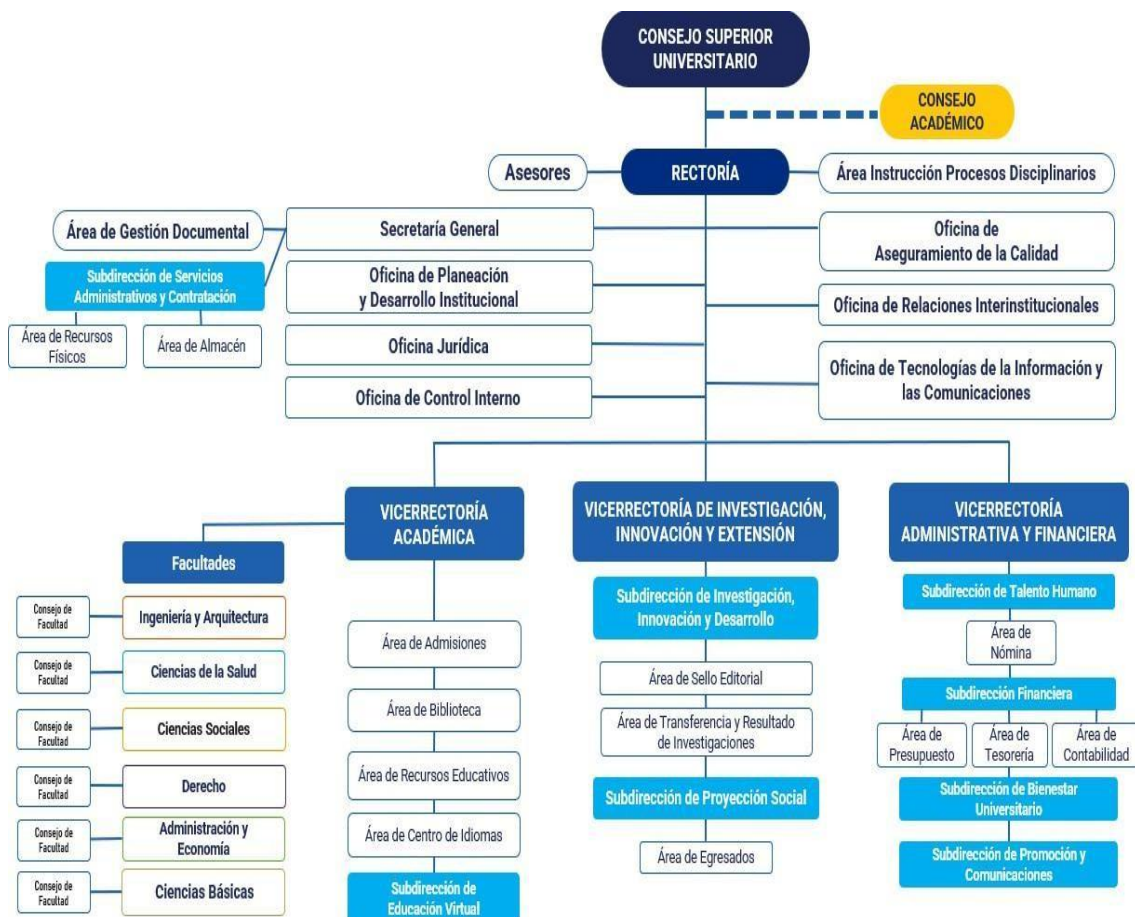 CONSEJO SUPERIOR
UNIVERSITARIO
CONSEJO
ACADÉMICO
Asesores
RECTORÍA
Área Instrucción Procesos Disciplinarios
Área de Gestión Documental
Secretaría General
Oficina de
Aseguramiento de la Calidad
Subdirección de Servicios
Administrativos y Contratación
Oficina de Planeación
y Desarrollo Institucional
Oficina de Relaciones Interinstitucionales
Área de Recursos
Físicos
Área de Almacén
Oficina Jurídica
Oficina de Tecnologías de la Información y
las Comunicaciones
Oficina de Control Interno
VICERRECTORÍA
ACADÉMICA
VICERRECTORÍA DE INVESTIGACIÓN,
INNOVACIÓN Y EXTENSIÓN
VICERRECTORÍA
ADMINISTRATIVA Y FINANCIERA
Facultades
Consejo de
Facultad
Ingeniería y Arquitectura
Consejo de
Facultad
Ciencias de la Salud
Consejo de
Facultad
Ciencias Sociales
Consejo de
Facultad
Derecho
Consejo de
Facultad
Administración y
Economía
Consejo de
Facultad
Ciencias Básicas
Área de Admisiones
Área de Biblioteca
Área de Recursos Educativos
Área de Centro de Idiomas
Subdirección de
Educación Virtual
Subdirección de Investigación,
Innovación y Desarrollo
Área de Sello Editorial
Área de Transferencia y Resultado
de Investigaciones
Subdirección de Proyección Social
Área de Egresados
Subdirección de Talento Humano
Área de
Nómina
Subdirección Financiera
Área de
Presupuesto
Área de
Tesorería
Área de
Contabilidad
Subdirección de Bienestar
Universitario
Subdirección de Promoción y
Comunicaciones